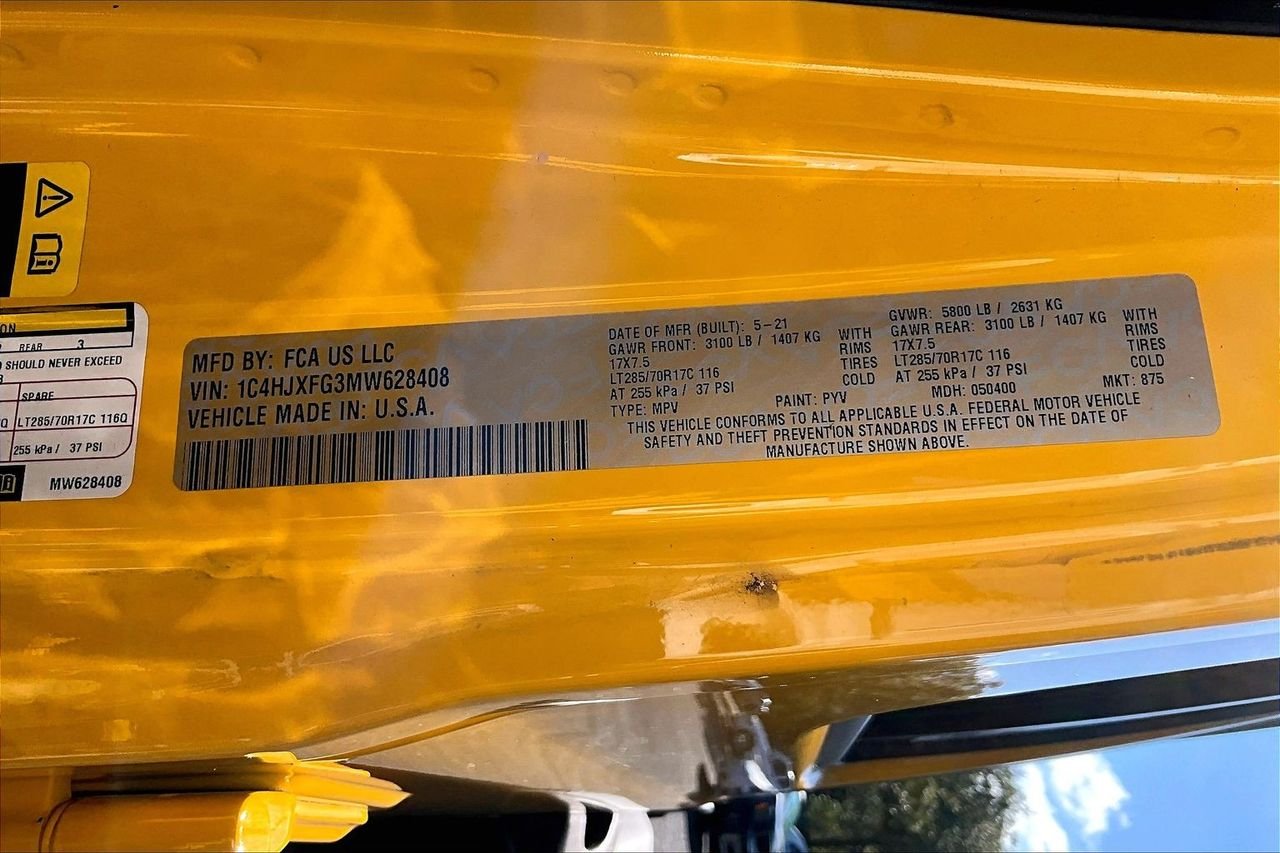 ON
REAR 3
SHOULD NEVER EXCEED
SPARE
LT285/70R17C 116Q
255 kPa / 37 PSI
MW628408
MFD BY: FCA US LLC
VIN: 1C4HJXFG3MW628408
VEHICLE MADE IN: U.S.A.
DATE OF MFR (BUILT): 5-21
GAWR FRONT: 3100 LB / 1407 KG WITH
17X7.5 RIMS
LT285/70R17C 116 TIRES
AT 255 kPa / 37 PSI COLD
TYPE: MPV
PAINT: PYV
GVWR: 5800 LB / 2631 KG
GAWR REAR: 3100 LB / 1407 KG WITH
17X7.5 RIMS
LT285/70R17C 116 TIRES
AT 255 kPa / 37 PSI COLD
MDH: 050400 MKT: 875
THIS VEHICLE CONFORMS TO ALL APPLICABLE U.S.A. FEDERAL MOTOR VEHICLE
SAFETY AND THEFT PREVENTION STANDARDS IN EFFECT ON THE DATE OF
MANUFACTURE SHOWN ABOVE.